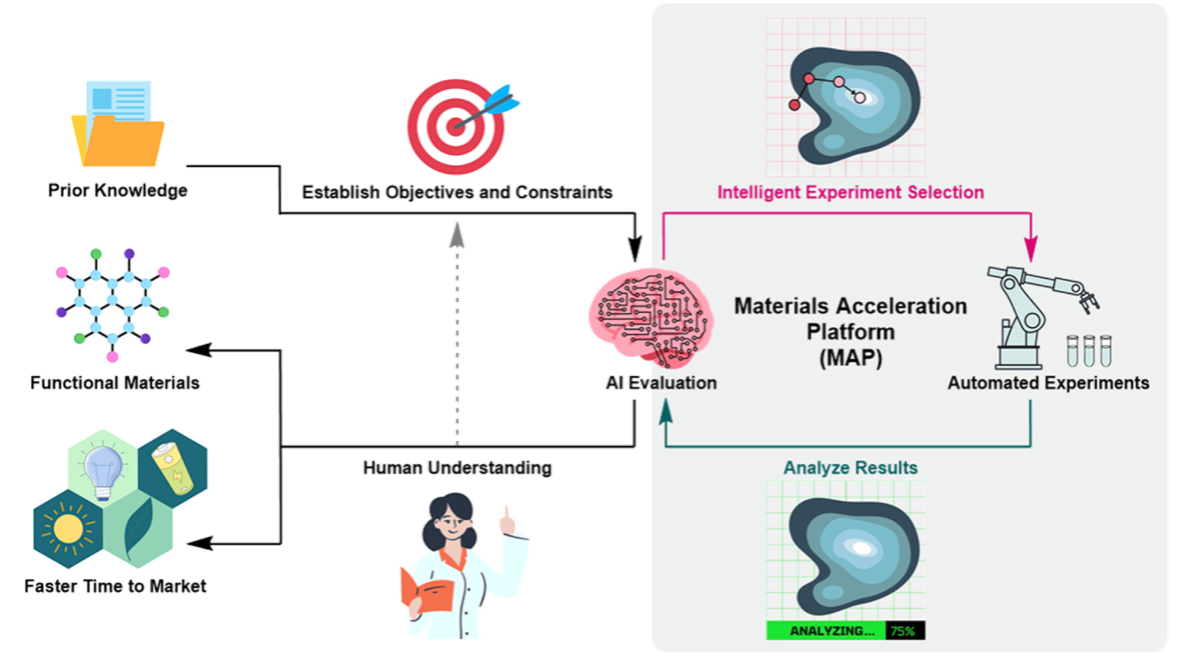 Prior Knowledge
Establish Objectives and Constraints
Intelligent Experiment Selection
Functional Materials
AI Evaluation
Materials Acceleration
Platform
(MAP)
Automated Experiments
Human Understanding
Analyze Results
Faster Time to Market
ANALYZING... 75%